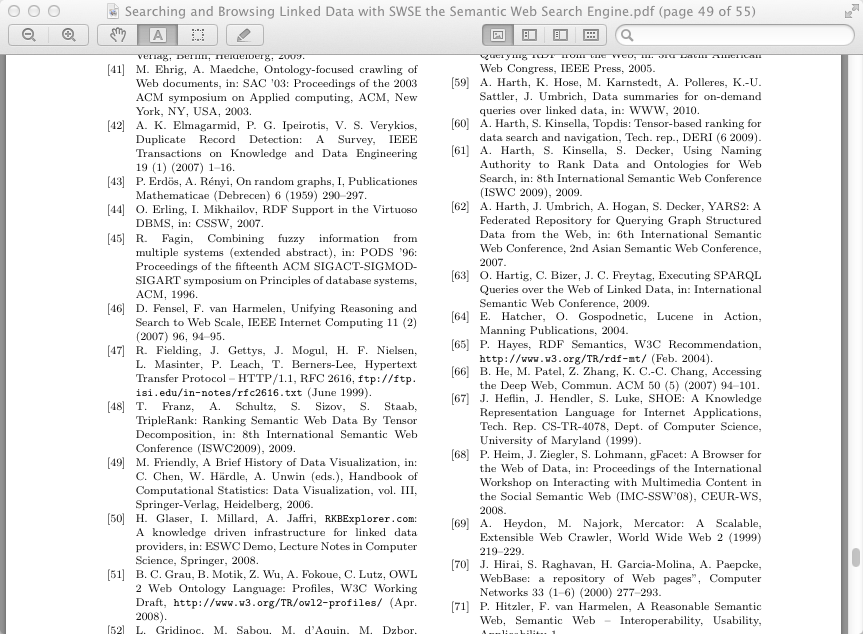 Searching and Browsing Linked Data with SWSE the Semantic Web Search Engine.pdf (page 49 of 55)
A
Verlag, Berlin, Heidelberg, 2009.
[41] M. Ehrig, A. Maedche, Ontology-focused crawling of
Web documents, in: SAC '03: Proceedings of the 2003
ACM symposium on Applied computing, ACM, New
York, NY, USA, 2003.
[42] A. K. Elmagarmid, P. G. Ipeirotis, V. S. Verykios,
Duplicate Record Detection: A Survey, IEEE
Transactions on Knowledge and Data Engineering
19 (1) (2007) 1–16.
[43] P. Erdös, A. Rényi, On random graphs, I, Publicationes
Mathematicae (Debrecen) 6 (1959) 290–297.
[44] O. Erling, I. Mikhailov, RDF Support in the Virtuoso
DBMS, in: CSSW, 2007.
[45] R. Fagin, Combining fuzzy information from
multiple systems (extended abstract), in: PODS '96:
Proceedings of the fifteenth ACM SIGACT-SIGMOD-
SIGART symposium on Principles of database systems,
ACM, 1996.
[46] D. Fensel, F. van Harmelen, Unifying Reasoning and
Search to Web Scale, IEEE Internet Computing 11 (2)
(2007) 96, 94–95.
[47] R. Fielding, J. Gettys, J. Mogul, H. F. Nielsen,
L. Masinter, P. Leach, T. Berners-Lee, Hypertext
Transfer Protocol – HTTP/1.1, RFC 2616, ftp://ftp.
isi.edu/in-notes/rfc2616.txt (June 1999).
[48] T. Franz, A. Schultz, S. Sizov, S. Staab,
TripleRank: Ranking Semantic Web Data By Tensor
Decomposition, in: 8th International Semantic Web
Conference (ISWC2009), 2009.
[49] M. Friendly, A Brief History of Data Visualization, in:
C. Chen, W. Härdle, A. Unwin (eds.), Handbook of
Computational Statistics: Data Visualization, vol. III,
Springer-Verlag, Heidelberg, 2006.
[50] H. Glaser, I. Millard, A. Jaffri, RKBExplorer.com:
A knowledge driven infrastructure for linked data
providers, in: ESWC Demo, Lecture Notes in Computer
Science, Springer, 2008.
[51] B. C. Grau, B. Motik, Z. Wu, A. Fokoue, C. Lutz, OWL
2 Web Ontology Language: Profiles, W3C Working
Draft, http://www.w3.org/TR/owl2-profiles/ (Apr.
2008).
[52] L. Gridinoc, M. Sabou, M. d'Aquin, M. Dzbor,
Querying RDF from the Web, in: 3rd Latin American
Web Congress, IEEE Press, 2005.
[59] A. Harth, K. Hose, M. Karnstedt, A. Polleres, K.-U.
Sattler, J. Umbrich, Data summaries for on-demand
queries over linked data, in: WWW, 2010.
[60] A. Harth, S. Kinsella, Topdis: Tensor-based ranking for
data search and navigation, Tech. rep., DERI (6 2009).
[61] A. Harth, S. Kinsella, S. Decker, Using Naming
Authority to Rank Data and Ontologies for Web
Search, in: 8th International Semantic Web Conference
(ISWC 2009), 2009.
[62] A. Harth, J. Umbrich, A. Hogan, S. Decker, YARS2: A
Federated Repository for Querying Graph Structured
Data from the Web, in: 6th International Semantic
Web Conference, 2nd Asian Semantic Web Conference,
2007.
[63] O. Hartig, C. Bizer, J. C. Freytag, Executing SPARQL
Queries over the Web of Linked Data, in: International
Semantic Web Conference, 2009.
[64] E. Hatcher, O. Gospodnetic, Lucene in Action,
Manning Publications, 2004.
[65] P. Hayes, RDF Semantics, W3C Recommendation,
http://www.w3.org/TR/rdf-mt/ (Feb. 2004).
[66] B. He, M. Patel, Z. Zhang, K. C.-C. Chang, Accessing
the Deep Web, Commun. ACM 50 (5) (2007) 94–101.
[67] J. Heflin, J. Hendler, S. Luke, SHOE: A Knowledge
Representation Language for Internet Applications,
Tech. Rep. CS-TR-4078, Dept. of Computer Science,
University of Maryland (1999).
[68] P. Heim, J. Ziegler, S. Lohmann, gFacet: A Browser for
the Web of Data, in: Proceedings of the International
Workshop on Interacting with Multimedia Content in
the Social Semantic Web (IMC-SSW'08), CEUR-WS,
2008.
[69] A. Heydon, M. Najork, Mercator: A Scalable,
Extensible Web Crawler, World Wide Web 2 (1999)
219–229.
[70] J. Hirai, S. Raghavan, H. Garcia-Molina, A. Paepcke,
WebBase: a repository of Web pages”, Computer
Networks 33 (1–6) (2000) 277–293.
[71] P. Hitzler, F. van Harmelen, A Reasonable Semantic
Web, Semantic Web – Interoperability, Usability,
Applicability 1